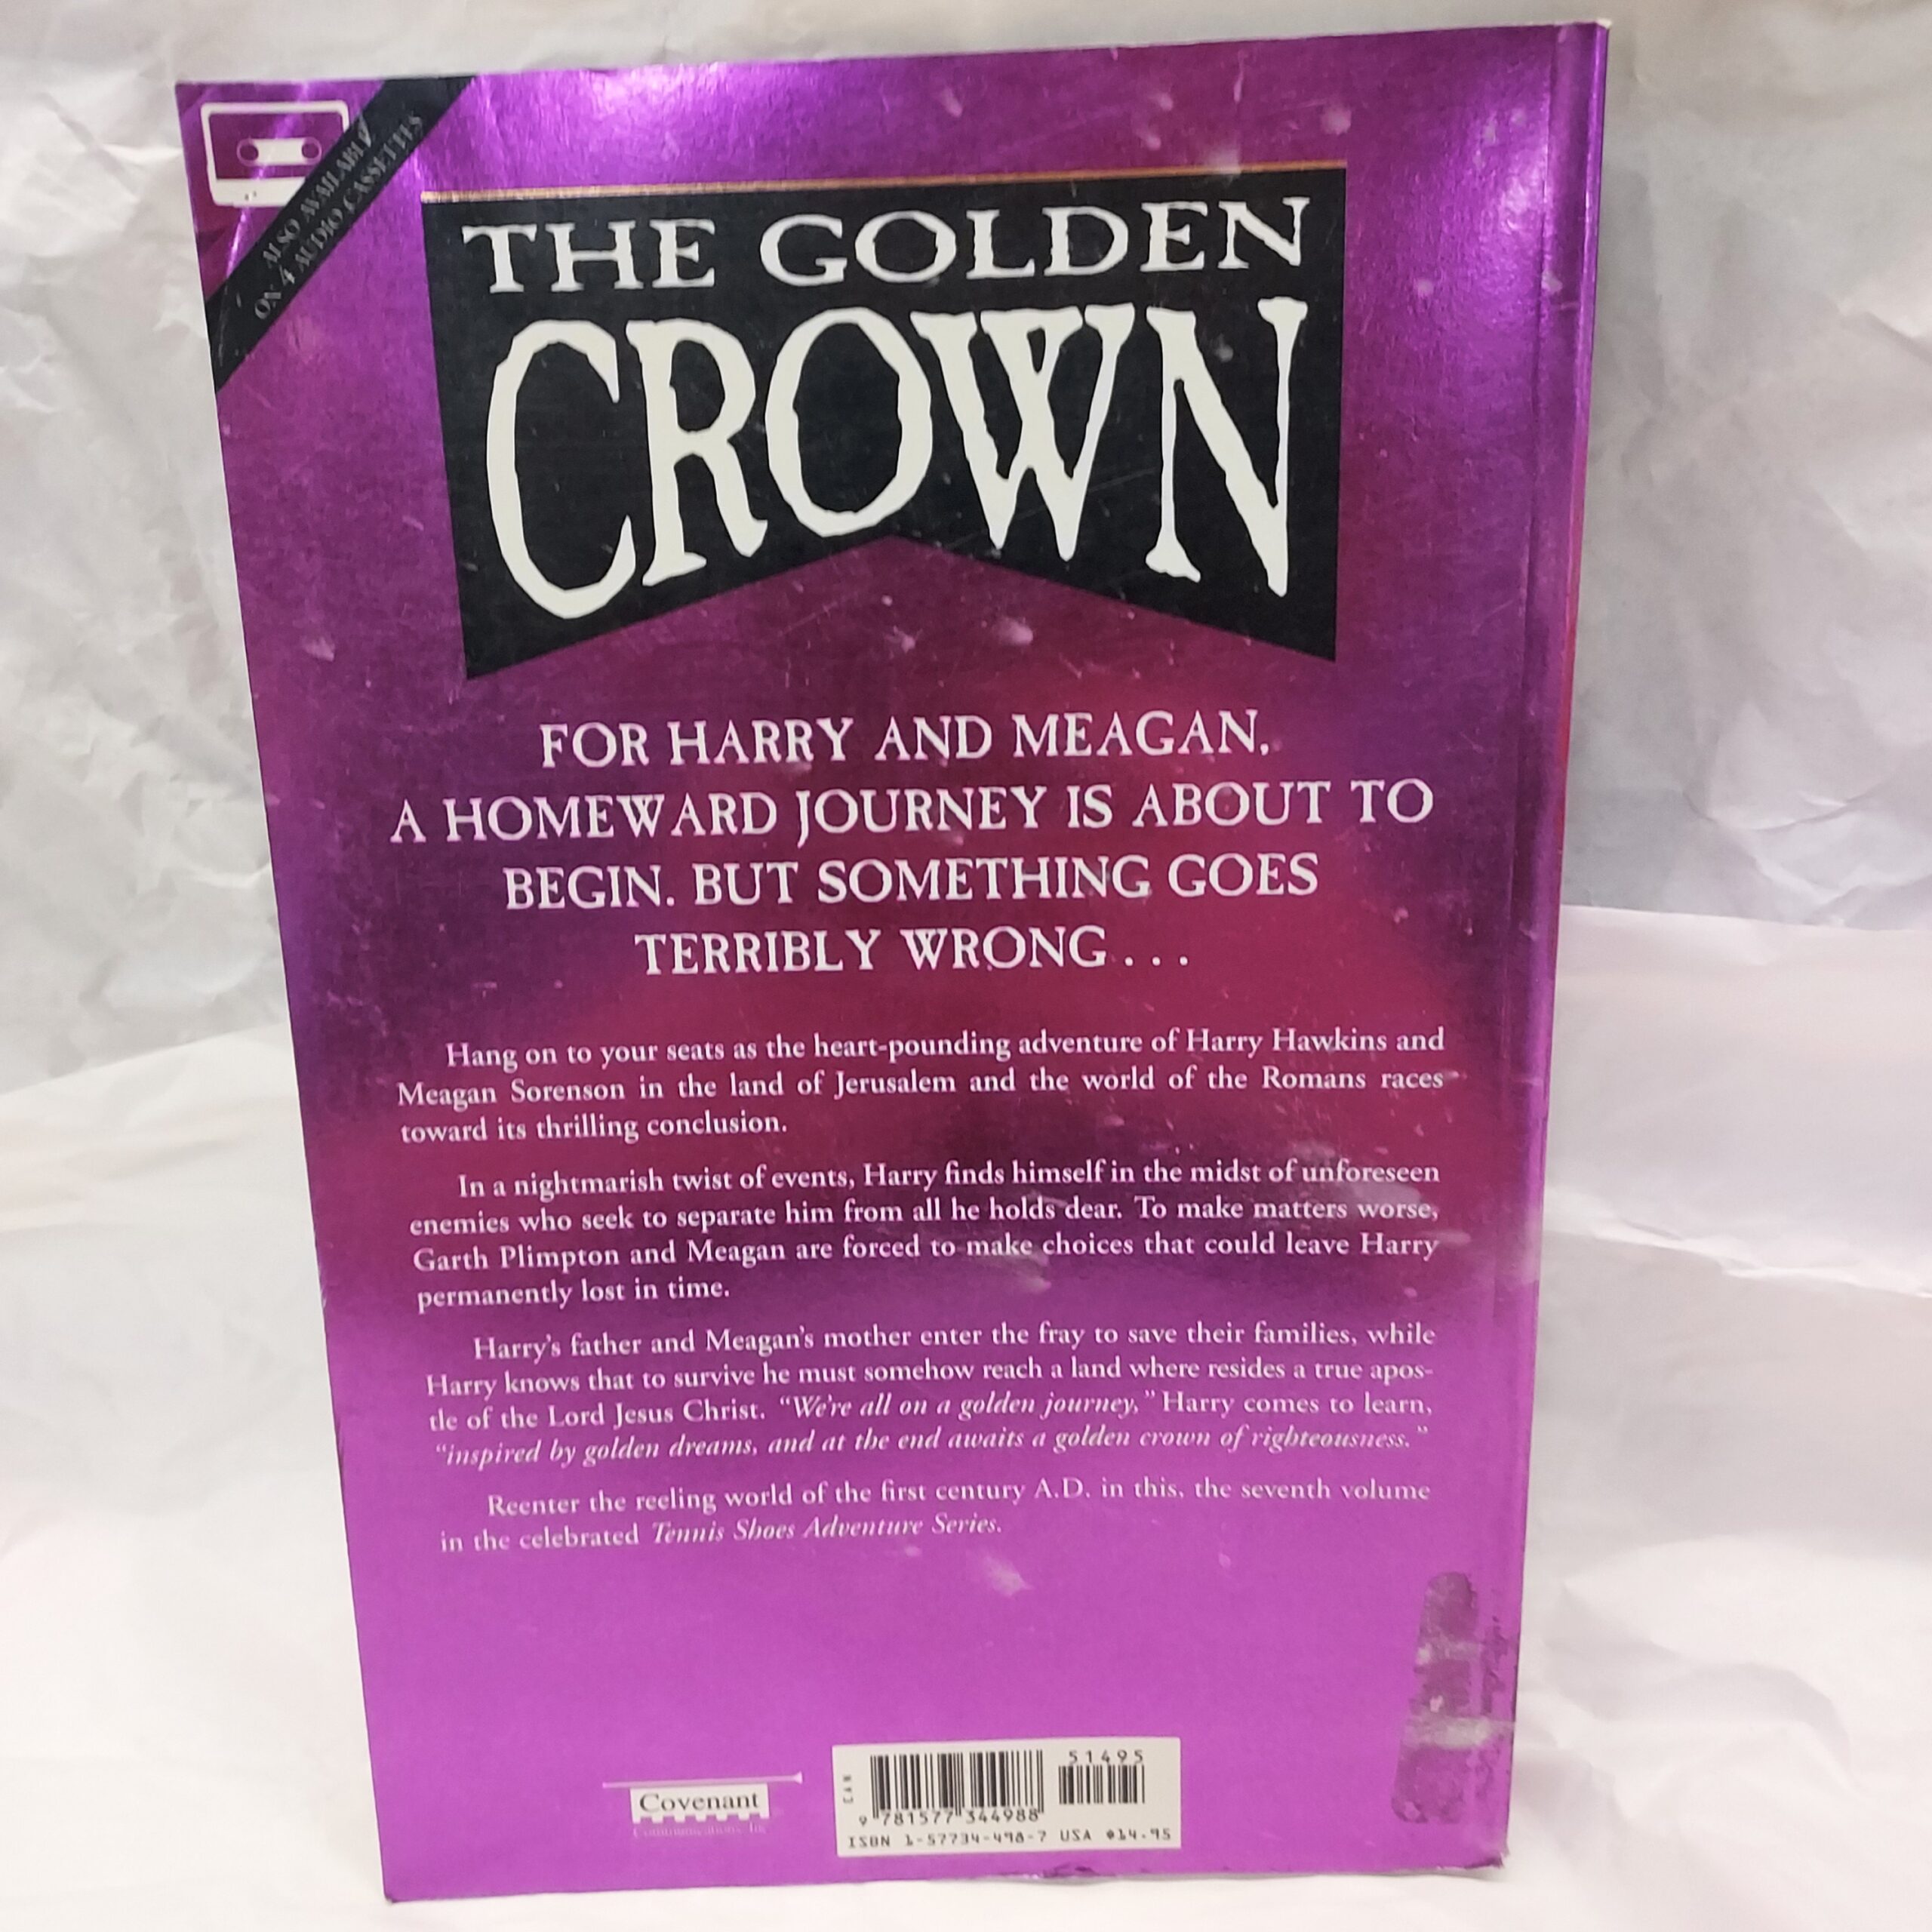 ALSO AVAILABLE
ON 4 AUDIO CASSETTES
THE GOLDEN
CROWN
FOR HARRY AND MEAGAN,
A HOMEWARD JOURNEY IS ABOUT TO
BEGIN. BUT SOMETHING GOES
TERRIBLY WRONG . . .
Hang on to your seats as the heart-pounding adventure of Harry Hawkins and
Meagan Sorenson in the land of Jerusalem and the world of the Romans races
toward its thrilling conclusion.
In a nightmarish twist of events, Harry finds himself in the midst of unforeseen
enemies who seek to separate him from all he holds dear. To make matters worse,
Garth Plimpton and Meagan are forced to make choices that could leave Harry
permanently lost in time.
Harry's father and Meagan's mother enter the fray to save their families, while
Harry knows that to survive he must somehow reach a land where resides a true apos-
tle of the Lord Jesus Christ. "We're all on a golden journey," Harry comes to learn,
"inspired by golden dreams, and at the end awaits a golden crown of righteousness."
Reenter the reeling world of the first century A.D. in this, the seventh volume
in the celebrated Tennis Shoes Adventure Series.
Covenant
Communications, Inc
EAN
51495
9 781577 344988
ISBN 1-57734-498-7 USA $14.95